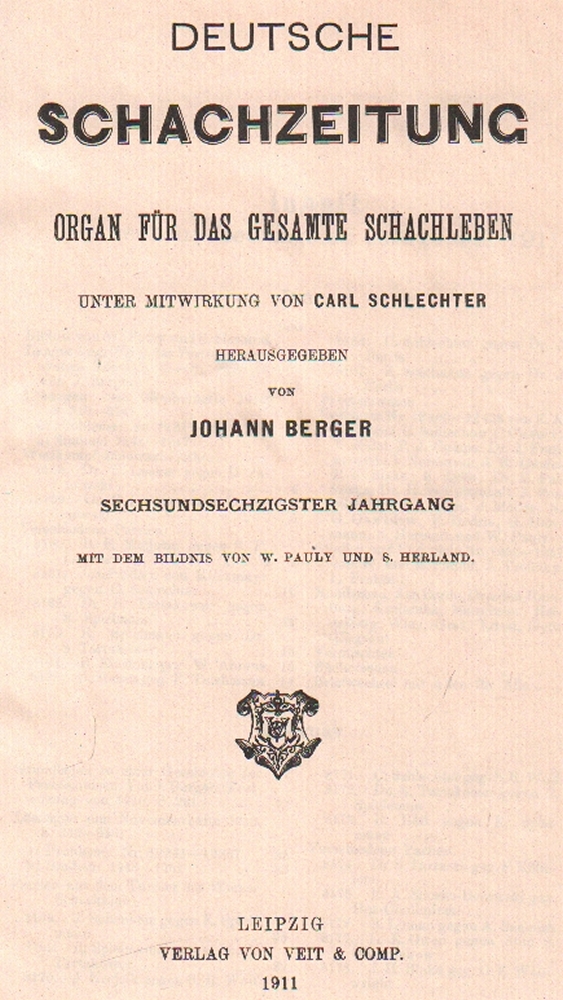 DEUTSCHE
SCHACHZEITUNG
ORGAN FÜR DAS GESAMTE SCHACHLEBEN
UNTER MITWIRKUNG VON CARL SCHLECHTER
HERAUSGEGEBEN
VON
JOHANN BERGER
SECHSUNDSECHZIGSTER JAHRGANG
MIT DEM BILDNIS VON W. PAULY UND S. HERLAND.
LEIPZIG
VERLAG VON VEIT & COMP.
1911